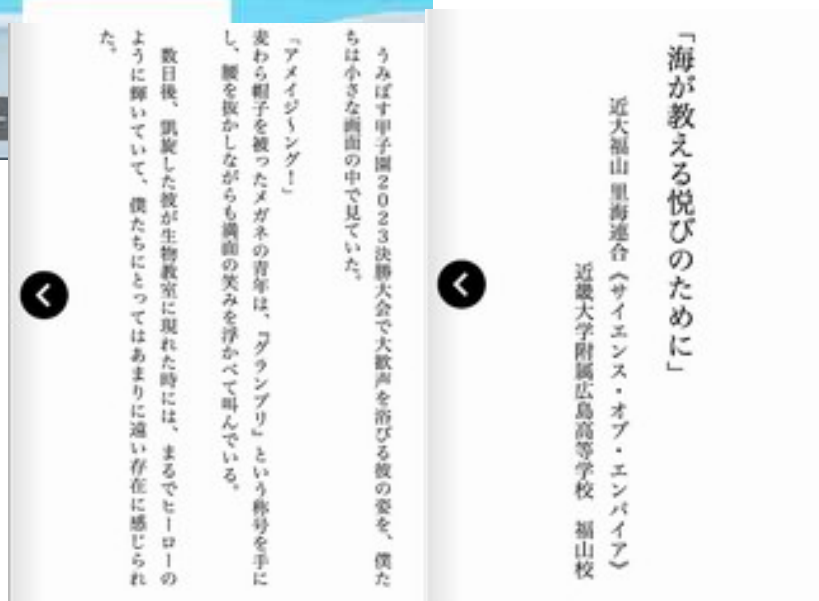 「海が教える悦びのために」
近大福山 里海連合《サイエンス・オブ・エンパイア》
近畿大学附属広島高等学校 福山校
うみぽす甲子園2023決勝大会で大歓声を浴びる彼の姿を、僕た
ちは小さな画面の中で見ていた。
「アメイジ〜ング！」
麦わら帽子を被ったメガネの青年は、『グランプリ』という称号を手に
し、腰を抜かしながらも満面の笑みを浮かべて叫んでいる。
数日後、凱旋した彼が生物教室に現れた時には、まるでヒーローの
ように輝いていて、僕たちにとってはあまりに遠い存在に感じられ
た。